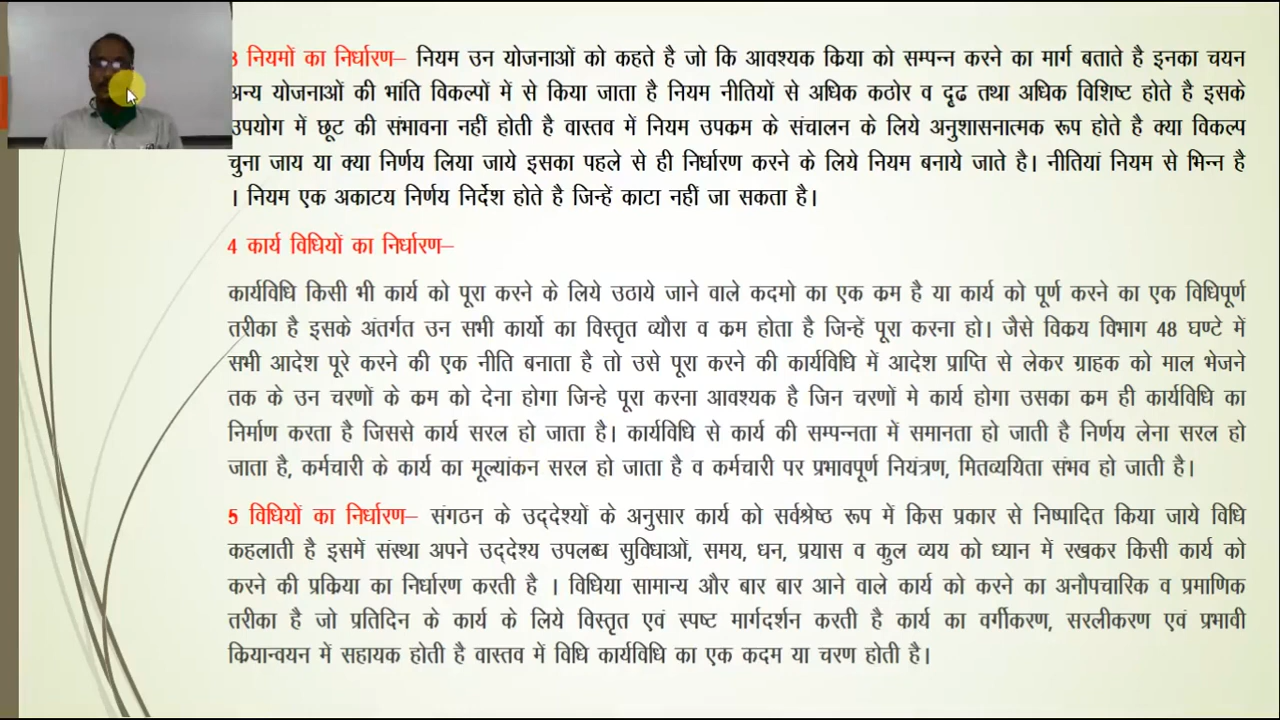 3 नियमों का निर्धारण– नियम उन योजनाओं को कहते है जो कि आवश्यक किया को सम्पन्न करने का मार्ग बताते है इनका चयन
अन्य योजनाओं की भांति विकल्पों में से किया जाता है नियम नीतियों से अधिक कठोर व दृढ तथा अधिक विशिष्ट होते है इसके
उपयोग में छूट की संभावना नहीं होती है वास्तव में नियम उपकम के संचालन के लिये अनुशासनात्मक रूप होते है क्या विकल्प
चुना जाय या क्या निर्णय लिया जाये इसका पहले से ही निर्धारण करने के लिये नियम बनाये जाते है। नीतियां नियम से भिन्न है
। नियम एक अकाटय निर्णय निर्देश होते है जिन्हें काटा नहीं जा सकता है।
4 कार्य विधियों का निर्धारण–
कार्यविधि किसी भी कार्य को पूरा करने के लिये उठाये जाने वाले कदमो का एक कम है या कार्य को पूर्ण करने का एक विधिपूर्ण
तरीका है इसके अंतर्गत उन सभी कार्यो का विस्तृत व्यौरा व कम होता है जिन्हें पूरा करना हो। जैसे विकय विभाग 48 घण्टे में
सभी आदेश पूरे करने की एक नीति बनाता है तो उसे पूरा करने की कार्यविधि में आदेश प्राप्ति से लेकर ग्राहक को माल भेजने
तक के उन चरणों के कम को देना होगा जिन्हे पूरा करना आवश्यक है जिन चरणों मे कार्य होगा उसका कम ही कार्यविधि का
निर्माण करता है जिससे कार्य सरल हो जाता है। कार्यविधि से कार्य की सम्पन्नता में समानता हो जाती है निर्णय लेना सरल हो
जाता है, कर्मचारी के कार्य का मूल्यांकन सरल हो जाता है व कर्मचारी पर प्रभावपूर्ण नियंत्रण, मितव्ययिता संभव हो जाती है।
5 विधियों का निर्धारण– संगठन के उद्देश्यों के अनुसार कार्य को सर्वश्रेष्ठ रूप में किस प्रकार से निष्पादित किया जाये विधि
कहलाती है इसमें संस्था अपने उद्देश्य उपलब्ध सुविधाओं, समय, धन, प्रयास व कुल व्यय को ध्यान में रखकर किसी कार्य को
करने की प्रकिया का निर्धारण करती है । विधिया सामान्य और बार बार आने वाले कार्य को करने का अनौपचारिक व प्रमाणिक
तरीका है जो प्रतिदिन के कार्य के लिये विस्तृत एवं स्पष्ट मार्गदर्शन करती है कार्य का वर्गीकरण, सरलीकरण एवं प्रभावी
कियान्वयन में सहायक होती है वास्तव में विधि कार्यविधि का एक कदम या चरण होती है।